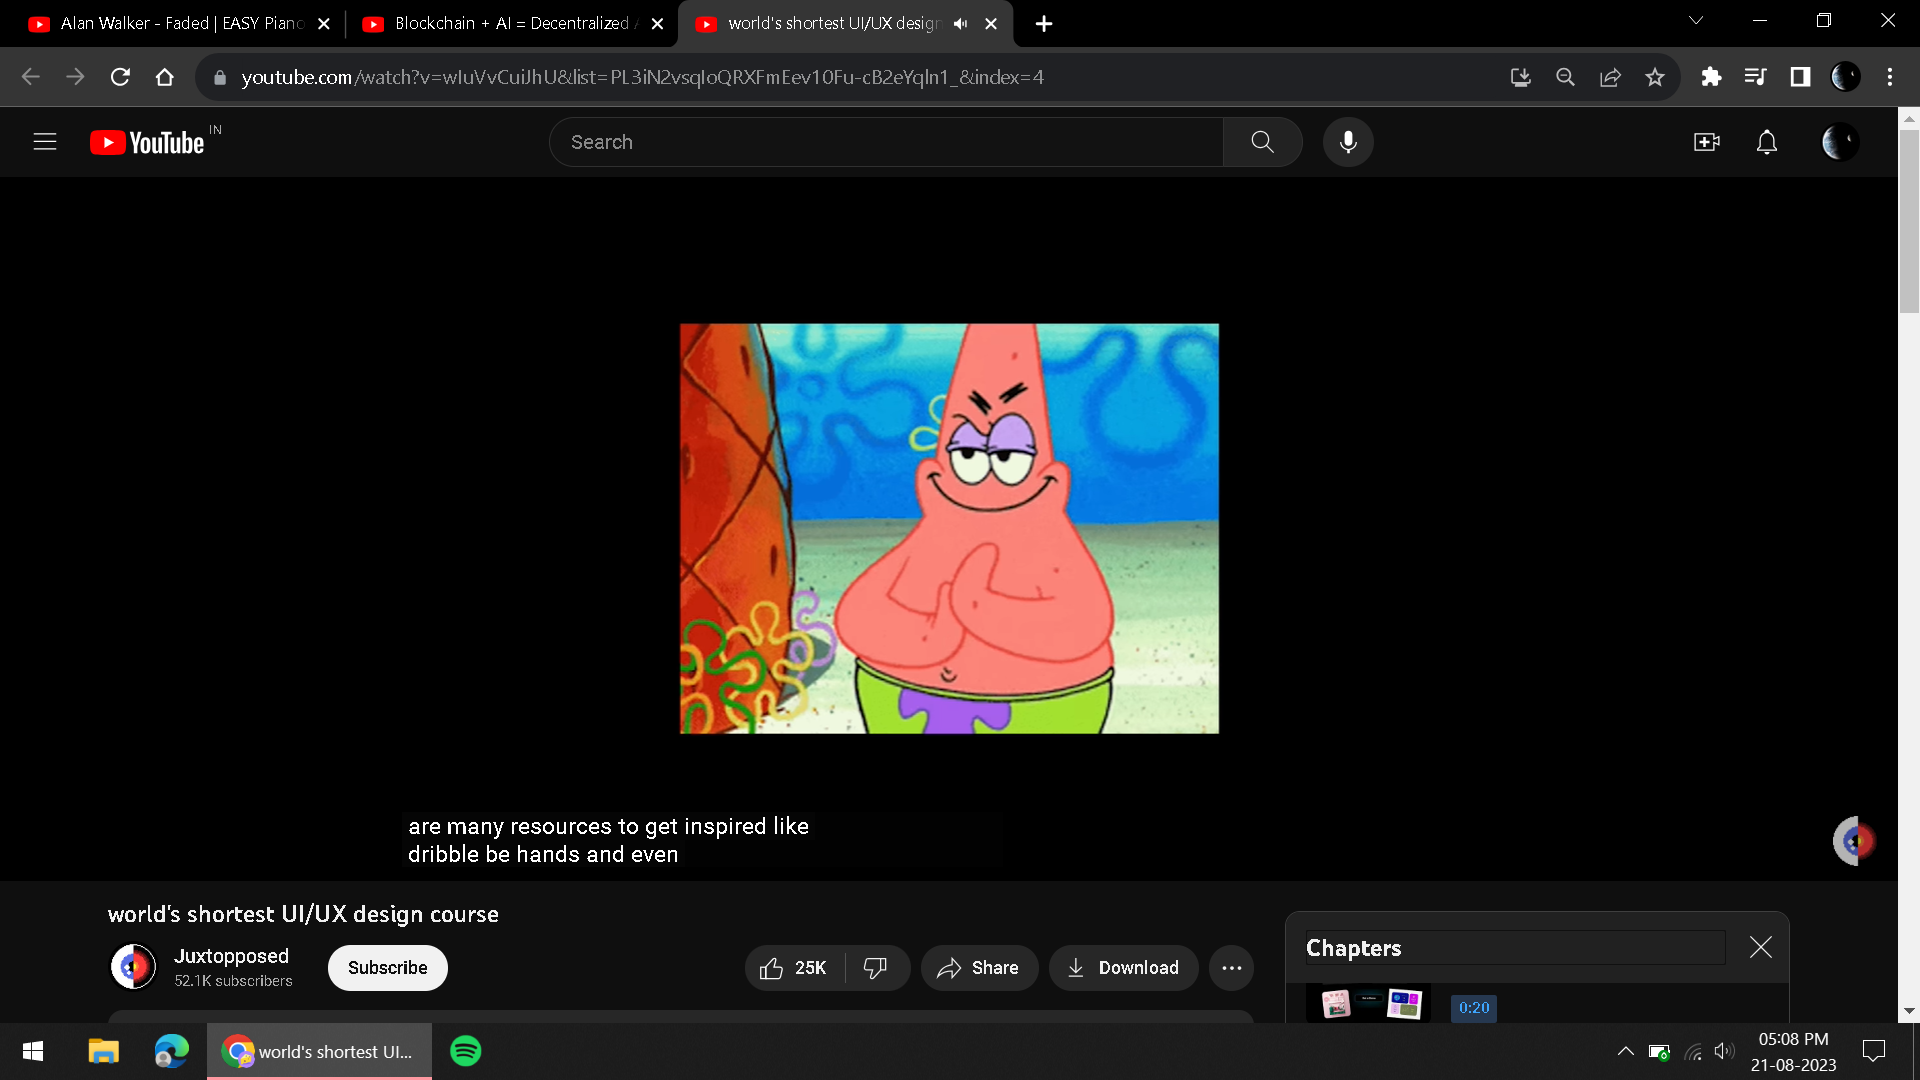 Alan Walker - Faded | EASY Piano
Blockchain + AI = Decentralized
world's shortest UI/UX design
youtube.com/watch?v=wIuVvCuiJhU&list=PL3iN2vsqIoQRXFmEev10Fu-cB2eYqln1_&index=4
YouTube IN
Search
are many resources to get inspired like
dribble be hands and even
world's shortest UI/UX design course
Juxtopposed
52.1K subscribers
Subscribe
25K
Share
Download
Chapters
0:20
world's shortest UI...
05:08 PM
21-08-2023